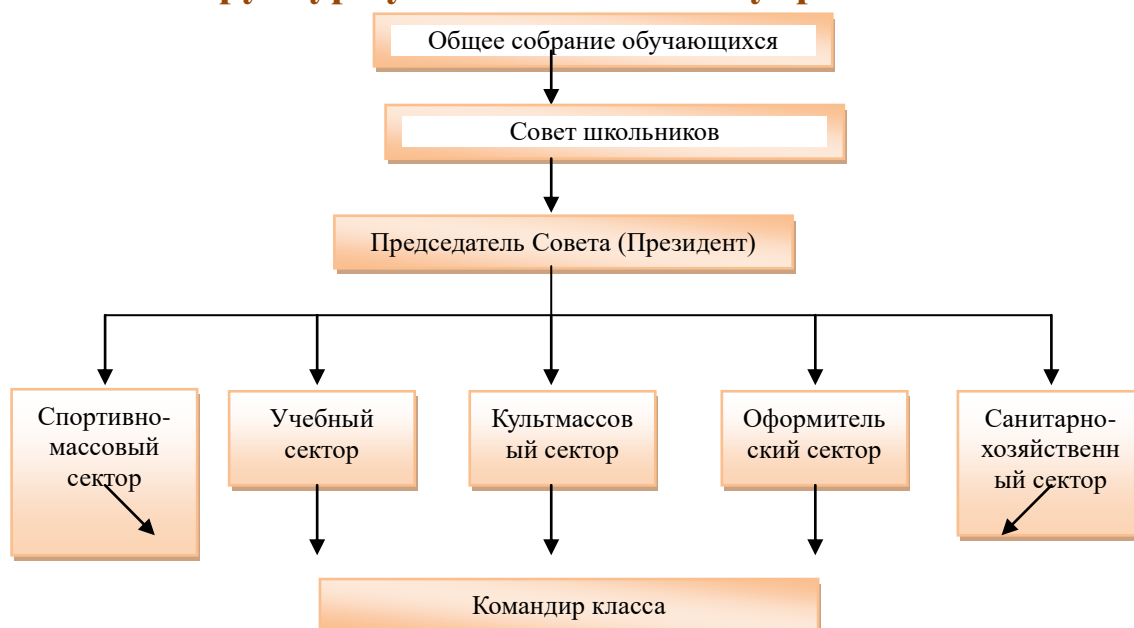 Общее собрание обучающихся
Совет школьников
Председатель Совета (Президент)
Спортивно-
массовый
сектор
Учебный
сектор
Культмассов
ый сектор
Оформитель
ский сектор
Санитарно-
хозяйственн
ый сектор
Командир класса